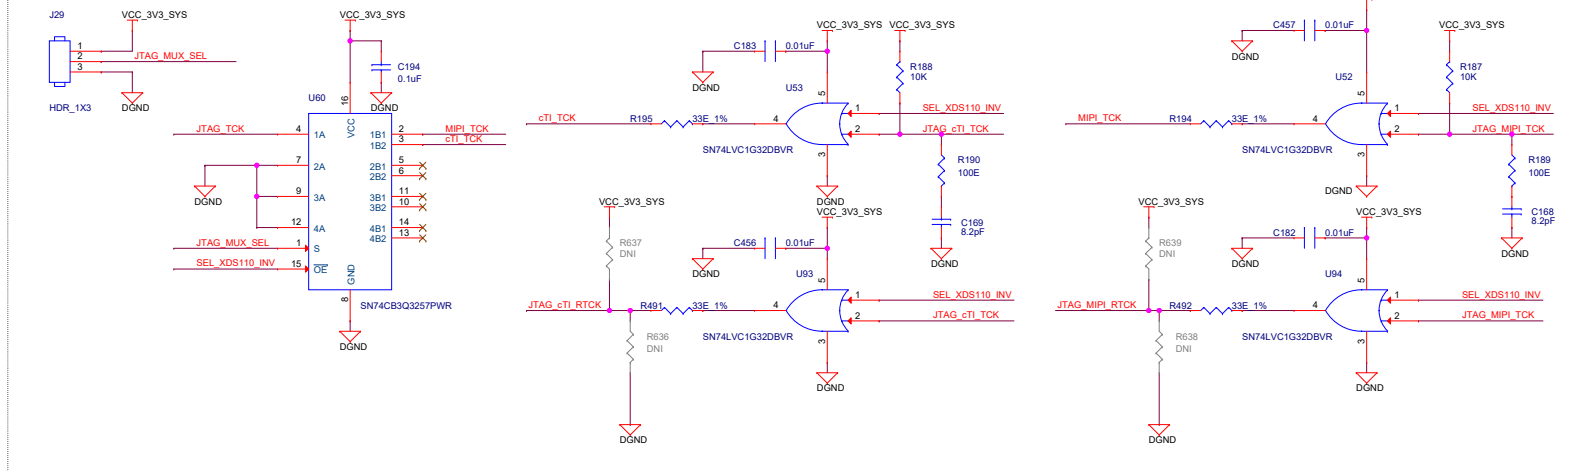 J29
VCC_3V3_SYS
1
2
3
JTAG_MUX_SEL
DGND
HDR_1X3
VCC_3V3_SYS
C194
0.1uF
DGND
U60
16
VCC
JTAG_TCK
4
1A
1B1
2
MIPI_TCK
1B2
3
cTI_TCK
7
2A
2B1
5
2B2
6
DGND
9
3A
3B1
11
3B2
10
12
4A
4B1
14
4B2
13
JTAG_MUX_SEL
1
S
SEL_XDS110_INV
15
OE
GND
8
SN74CB3Q3257PWR
DGND
VCC_3V3_SYS
VCC_3V3_SYS
C183
0.01uF
DGND
R188
10K
U53
5
cTI_TCK
R195
33E_1%
4
1
SEL_XDS110_INV
2
JTAG_cTI_TCK
SN74LVC1G32DBVR
3
DGND
R190
100E
C169
8.2pF
DGND
VCC_3V3_SYS
R637
DNI
VCC_3V3_SYS
C456
0.01uF
DGND
U93
5
JTAG_cTI_RTCK
R491
33E_1%
4
1
SEL_XDS110_INV
2
JTAG_cTI_TCK
R636
DNI
SN74LVC1G32DBVR
3
DGND
DGND
C457
0.01uF
DGND
VCC_3V3_SYS
R187
10K
U52
5
MIPI_TCK
R194
33E_1%
4
1
SEL_XDS110_INV
2
JTAG_MIPI_TCK
SN74LVC1G32DBVR
3
DGND
R189
100E
C168
8.2pF
DGND
VCC_3V3_SYS
R639
DNI
VCC_3V3_SYS
C182
0.01uF
DGND
U94
5
JTAG_MIPI_RTCK
R492
33E_1%
4
1
SEL_XDS110_INV
2
JTAG_MIPI_TCK
R638
DNI
SN74LVC1G32DBVR
3
DGND
DGND